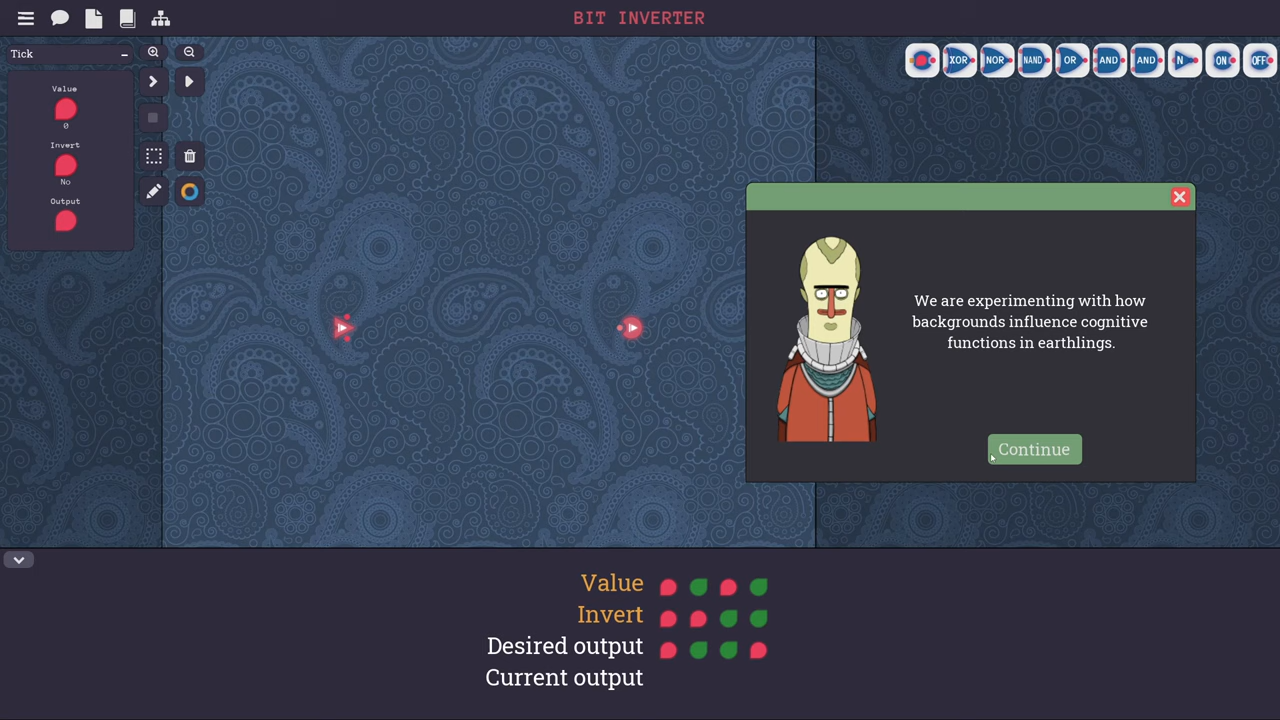 BIT INVERTER
Tick
Value
0
Invert
No
Output
XOR
NOR
NAND
OR
AND
AND
N
ON
OFF
We are experimenting with how
backgrounds influence cognitive
functions in earthlings.
Continue
Value
Invert
Desired output
Current output